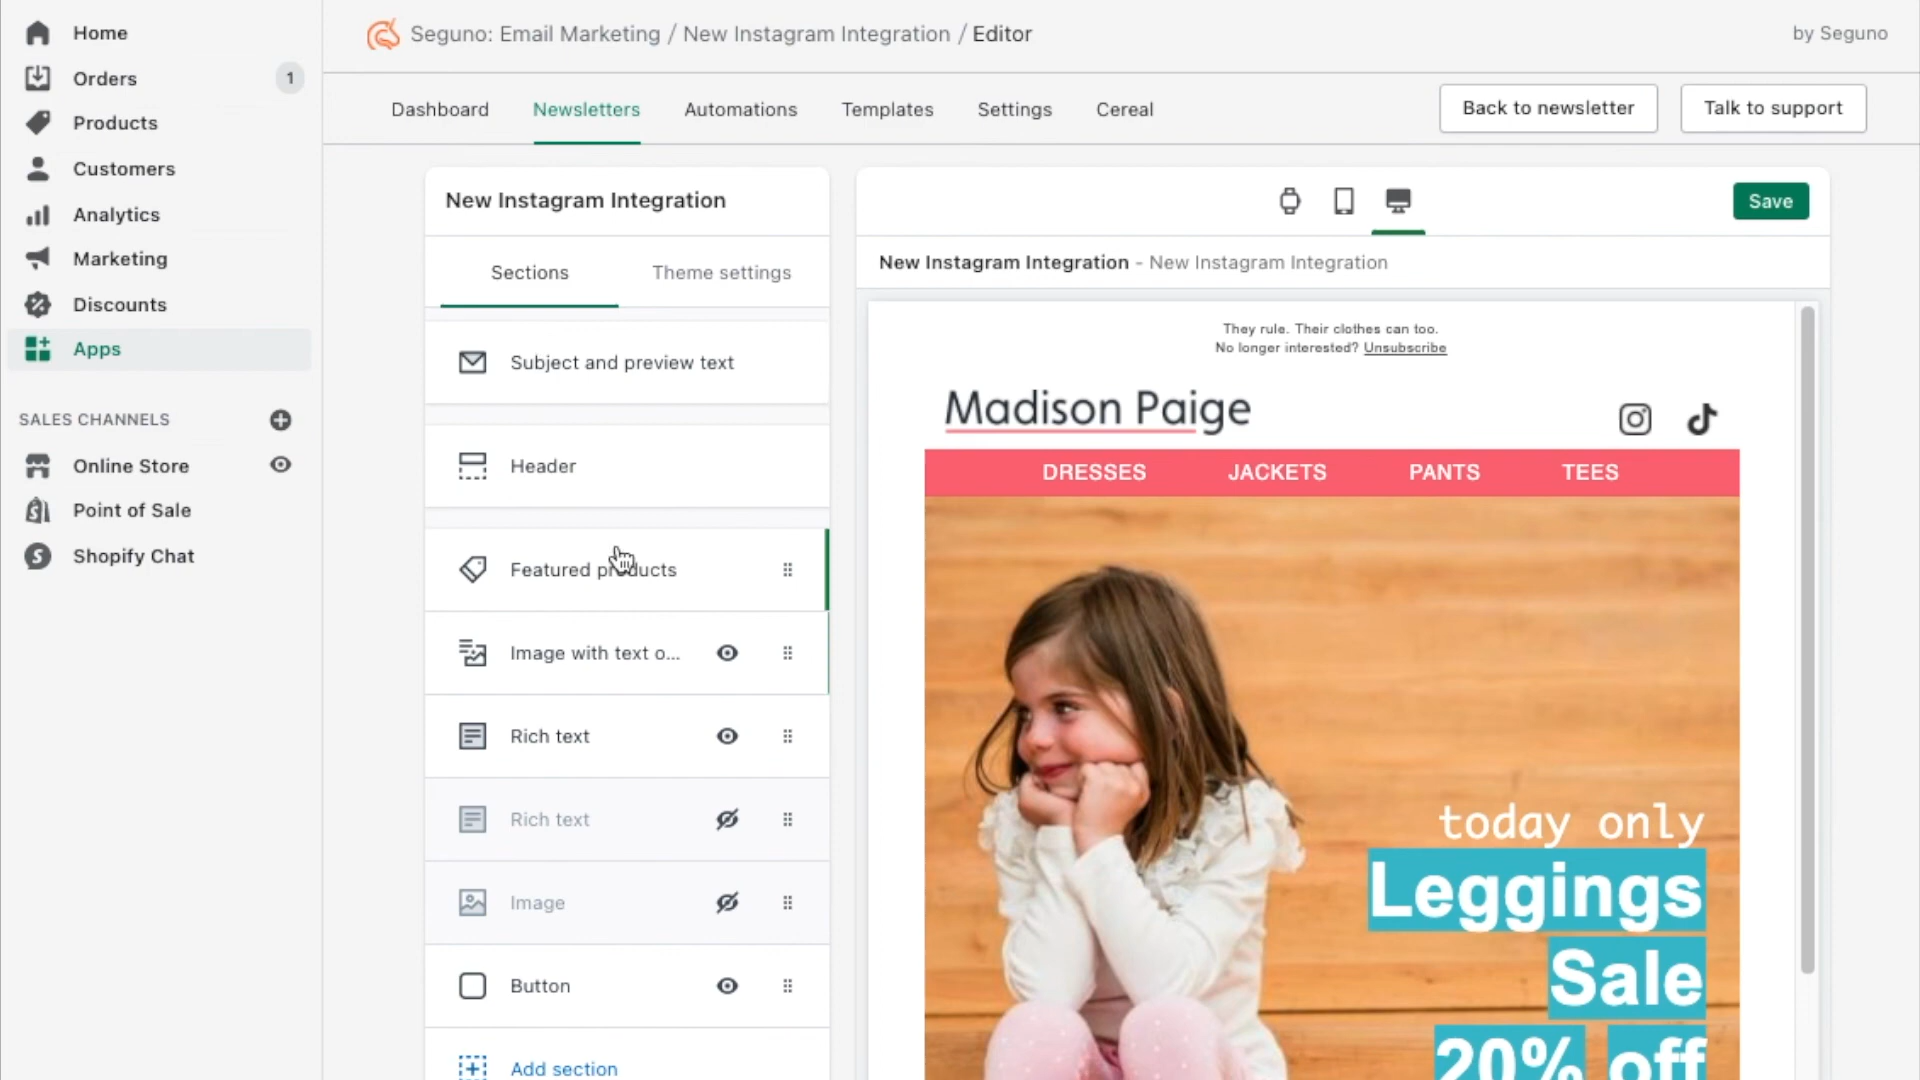 Home
Orders
1
Products
Customers
Analytics
Marketing
Discounts
Apps
SALES CHANNELS
Online Store
Point of Sale
Shopify Chat
Seguno: Email Marketing / New Instagram Integration / Editor
by Seguno
Dashboard
Newsletters
Automations
Templates
Settings
Cereal
Back to newsletter
Talk to support
New Instagram Integration
Sections
Theme settings
Subject and preview text
Header
Featured products
Image with text o...
Rich text
Rich text
Image
Button
Add section
Save
New Instagram Integration - New Instagram Integration
They rule. Their clothes can too.
No longer interested? Unsubscribe
Madison Paige
DRESSES JACKETS PANTS TEES
today only
Leggings
Sale
20% off